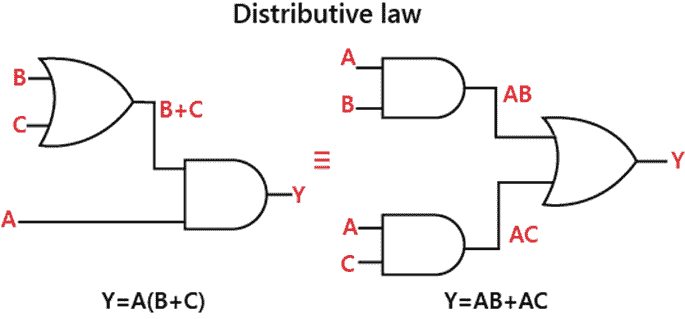 Distributive law
B
C
B+C
A
Y
≡
A
B
AB
A
C
AC
Y
Y=A(B+C)
Y=AB+AC